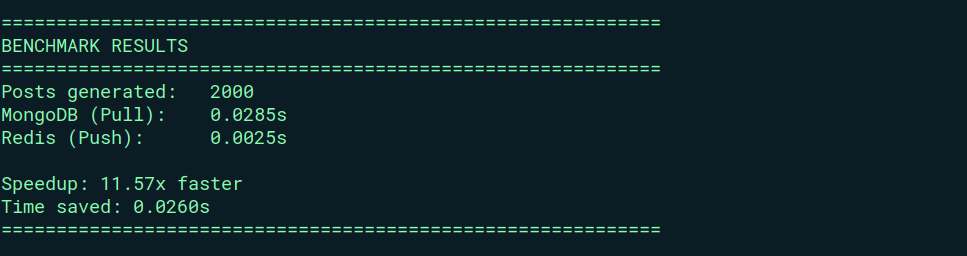 ============================================================
BENCHMARK RESULTS
============================================================
Posts generated:   2000
MongoDB (Pull):    0.0285s
Redis (Push):      0.0025s

Speedup: 11.57x faster
Time saved: 0.0260s
============================================================